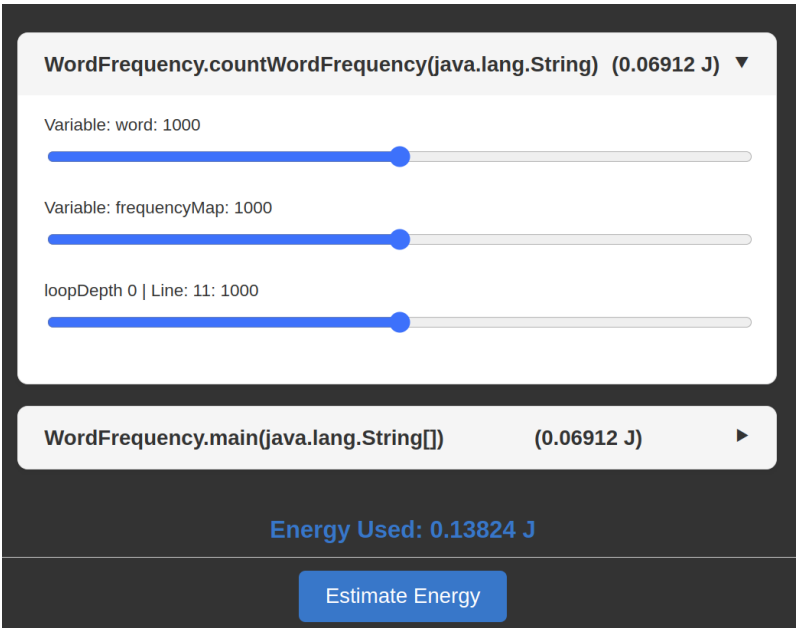 WordFrequency.countWordFrequency(java.lang.String) (0.06912 J) ▼
Variable: word: 1000
Variable: frequencyMap: 1000
loopDepth 0 | Line: 11: 1000
WordFrequency.main(java.lang.String[]) (0.06912 J) ▶
Energy Used: 0.13824 J
Estimate Energy